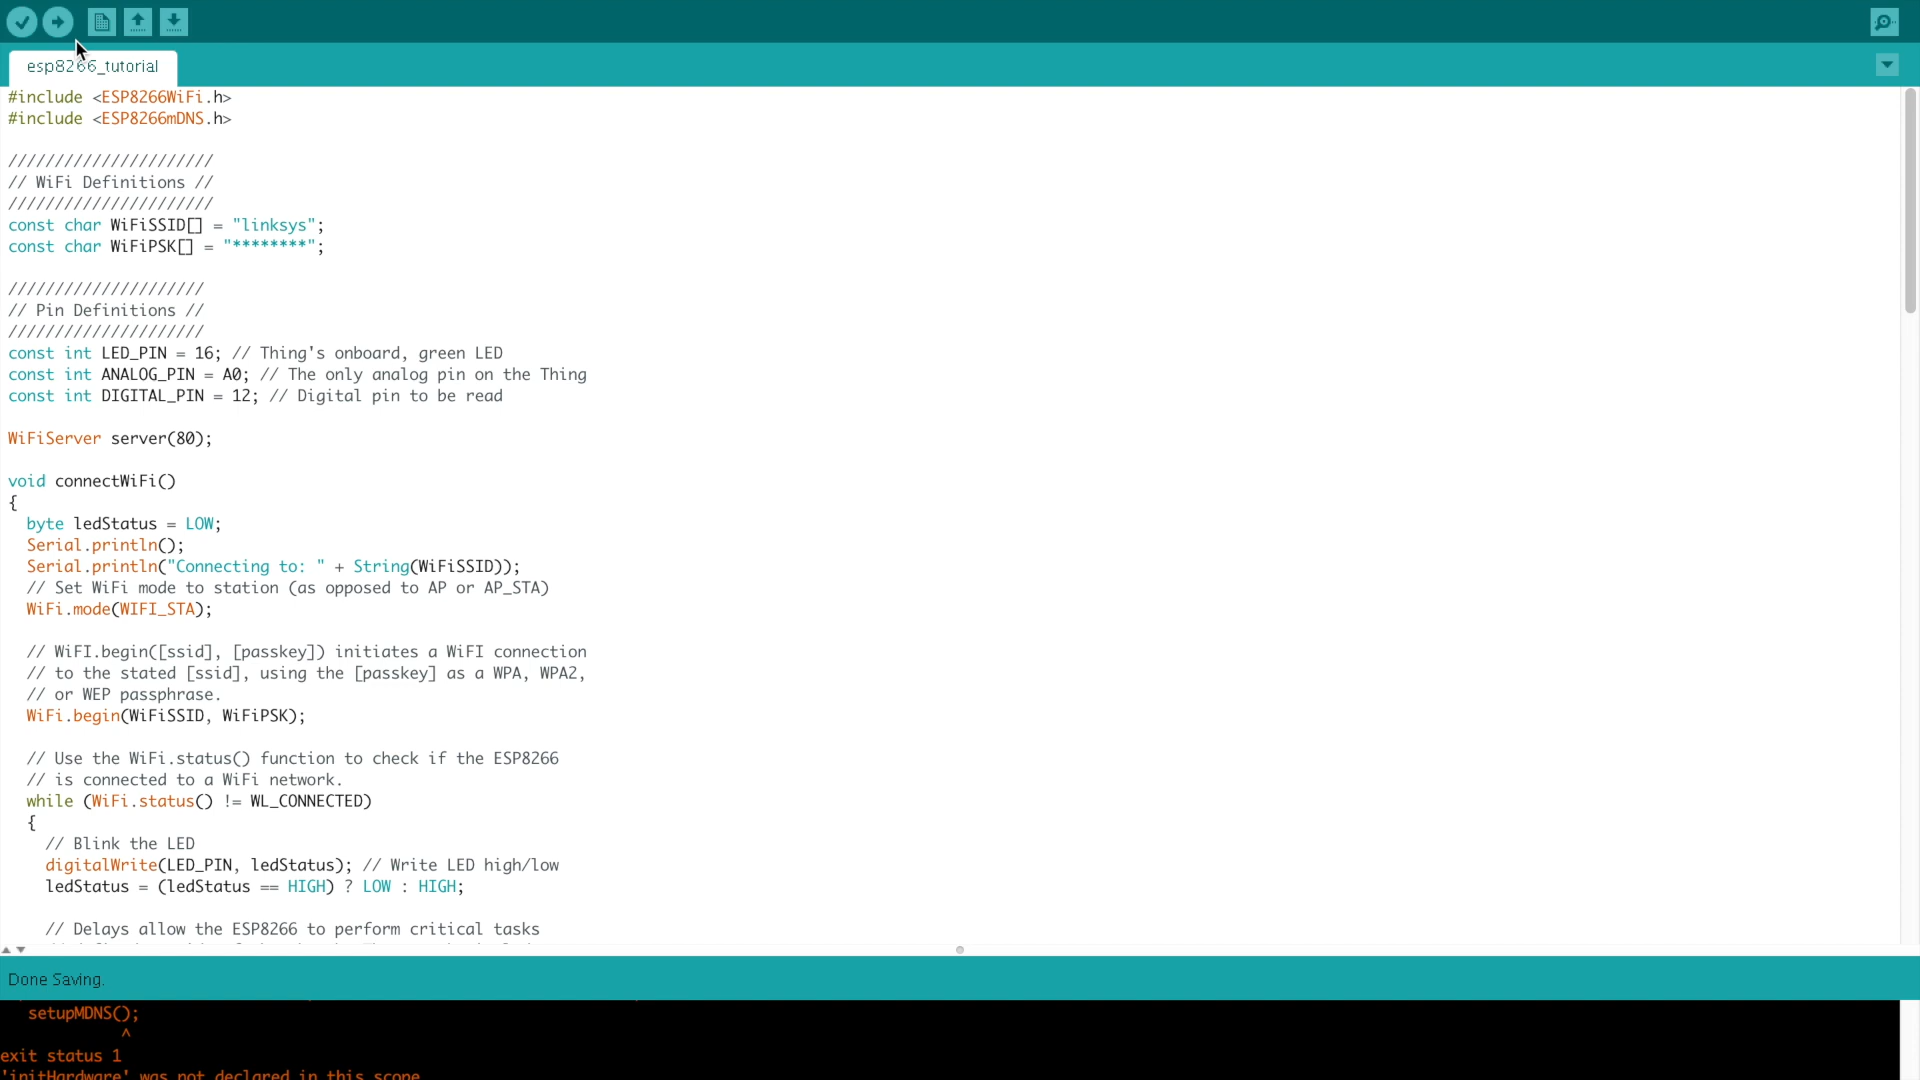 esp8266_tutorial
#include <ESP8266WiFi.h>
#include <ESP8266mDNS.h>
//////////////////////
// WiFi Definitions //
//////////////////////
const char WiFiSSID[] = "linksys";
const char WiFiPSK[] = "********";
/////////////////////
// Pin Definitions //
/////////////////////
const int LED_PIN = 16; // Thing's onboard, green LED
const int ANALOG_PIN = A0; // The only analog pin on the Thing
const int DIGITAL_PIN = 12; // Digital pin to be read
WiFiServer server(80);
void connectWiFi()
{
byte ledStatus = LOW;
Serial.println();
Serial.println("Connecting to: " + String(WiFiSSID));
// Set WiFi mode to station (as opposed to AP or AP_STA)
WiFi.mode(WIFI_STA);
// WiFI.begin([ssid], [passkey]) initiates a WiFI connection
// to the stated [ssid], using the [passkey] as a WPA, WPA2,
// or WEP passphrase.
WiFi.begin(WiFiSSID, WiFiPSK);
// Use the WiFi.status() function to check if the ESP8266
// is connected to a WiFi network.
while (WiFi.status() != WL_CONNECTED)
{
// Blink the LED
digitalWrite(LED_PIN, ledStatus); // Write LED high/low
ledStatus = (ledStatus == HIGH) ? LOW : HIGH;
// Delays allow the ESP8266 to perform critical tasks
Done Saving.
setupMDNS();
^
exit status 1
'initHardware' was not declared in this scope